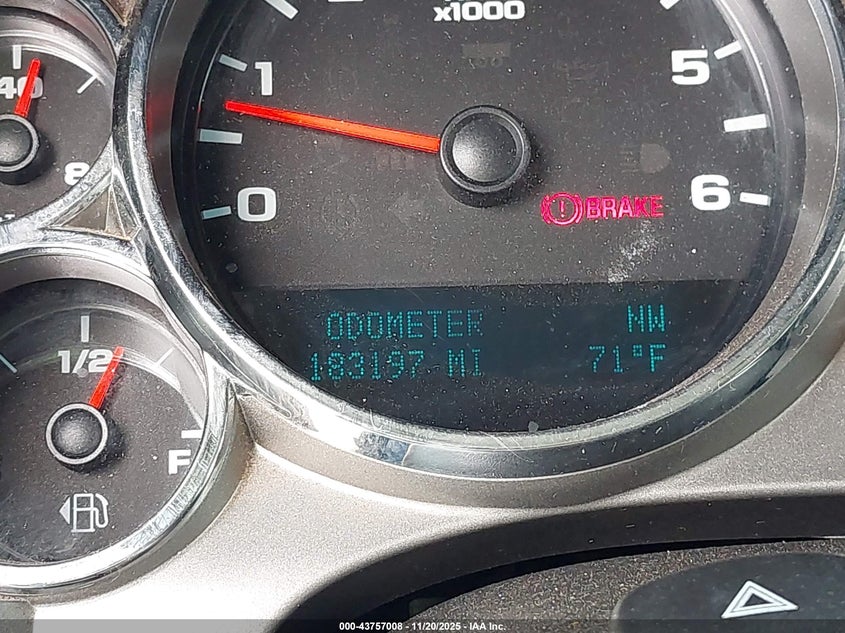 x1000
40
1
5
8
0
6
BRAKE
ODOMETER NW
183197 MI 71°F
1/2
F
000-43757008 - 11/20/2025 - IAA Inc.